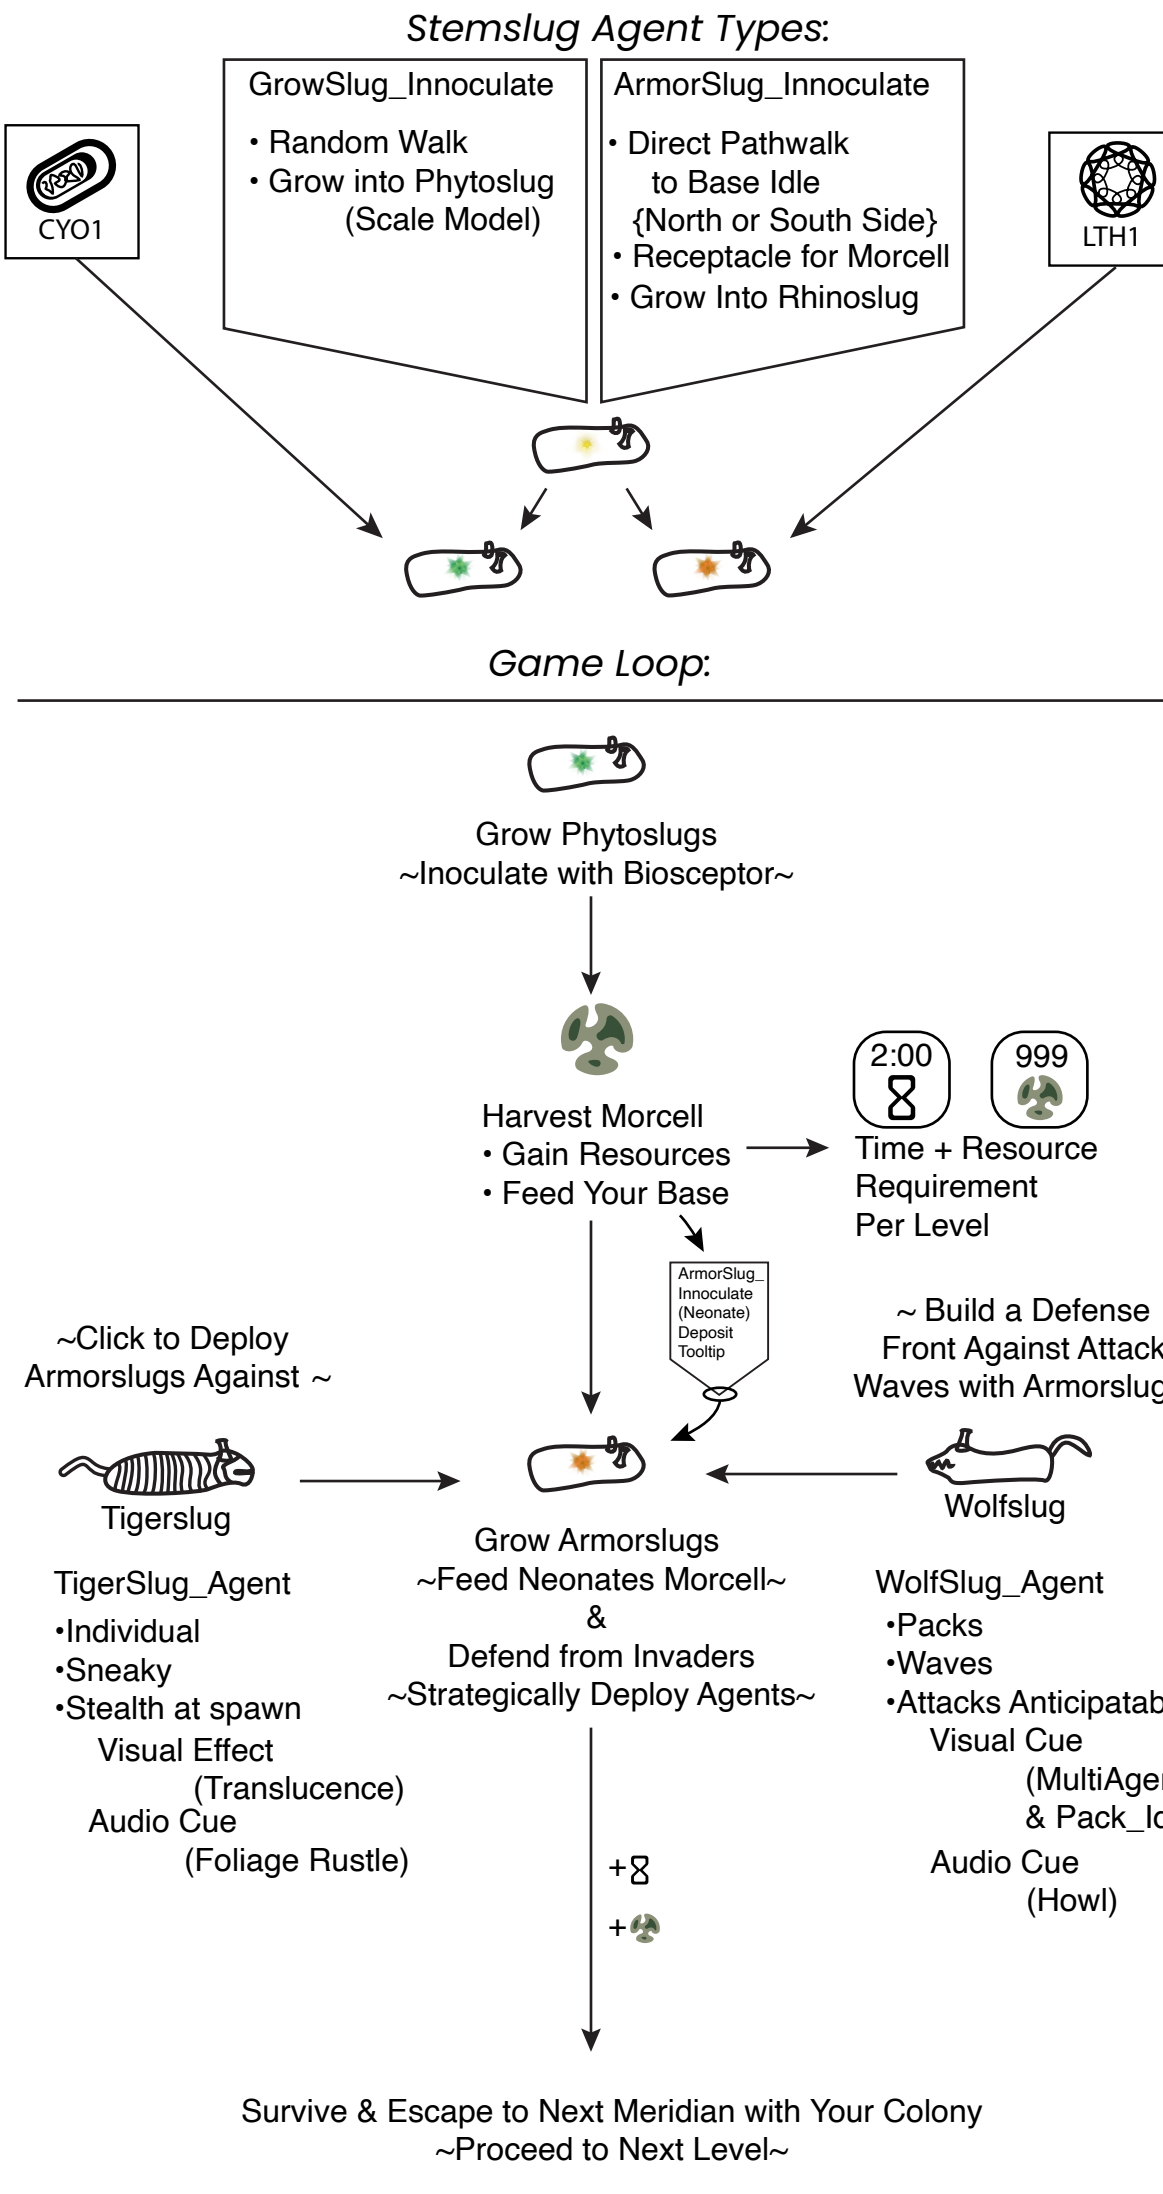 Stemslug Agent Types:
GrowSlug_Innoculate
• Random Walk
• Grow into Phytoslug
(Scale Model)
ArmorSlug_Innoculate
• Direct Pathwalk
to Base Idle
{North or South Side}
• Receptacle for Morcell
• Grow Into Rhinoslug
CYO1
LTH1
Game Loop:
Grow Phytoslugs
~Inoculate with Biosceptor~
Harvest Morcell
• Gain Resources
• Feed Your Base
2:00
999
Time + Resource
Requirement
Per Level
ArmorSlug_
Innoculate
(Neonate)
Deposit
Tooltip
~Click to Deploy
Armorslugs Against ~
~ Build a Defense
Front Against Attack
Waves with Armorslug
Tigerslug
Wolfslug
Grow Armorslugs
~Feed Neonates Morcell~
&
Defend from Invaders
~Strategically Deploy Agents~
TigerSlug_Agent
•Individual
•Sneaky
•Stealth at spawn
Visual Effect
(Translucence)
Audio Cue
(Foliage Rustle)
WolfSlug_Agent
•Packs
•Waves
•Attacks
Visual Cue
& 
Audio Cue
(Howl)
+
+
Survive & Escape to Next Meridian with Your Colony
~Proceed to Next Level~